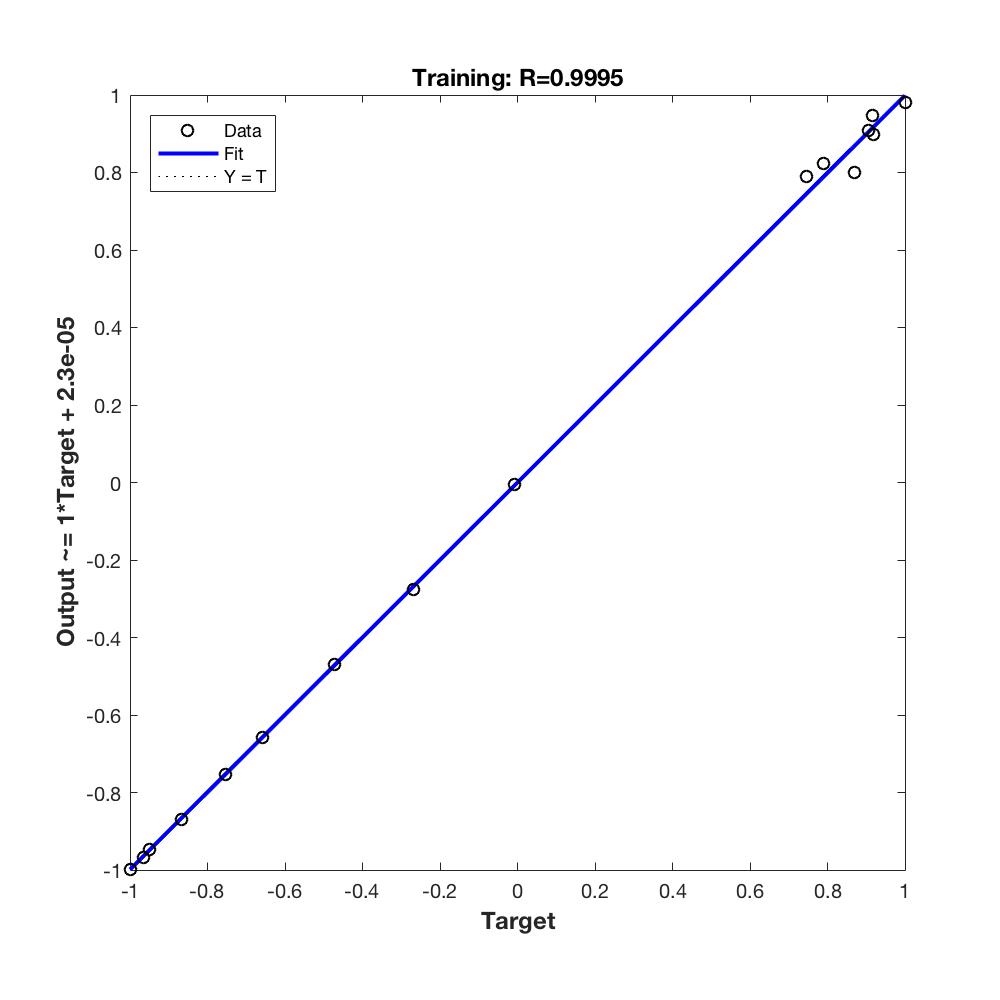 Training: R=0.9995
Data
Fit
Y = T
Output ~= 1*Target + 2.3e-05
1
0.8
0.6
0.4
0.2
0
-0.2
-0.4
-0.6
-0.8
-1
-1 -0.8 -0.6 -0.4 -0.2 0 0.2 0.4 0.6 0.8 1
Target